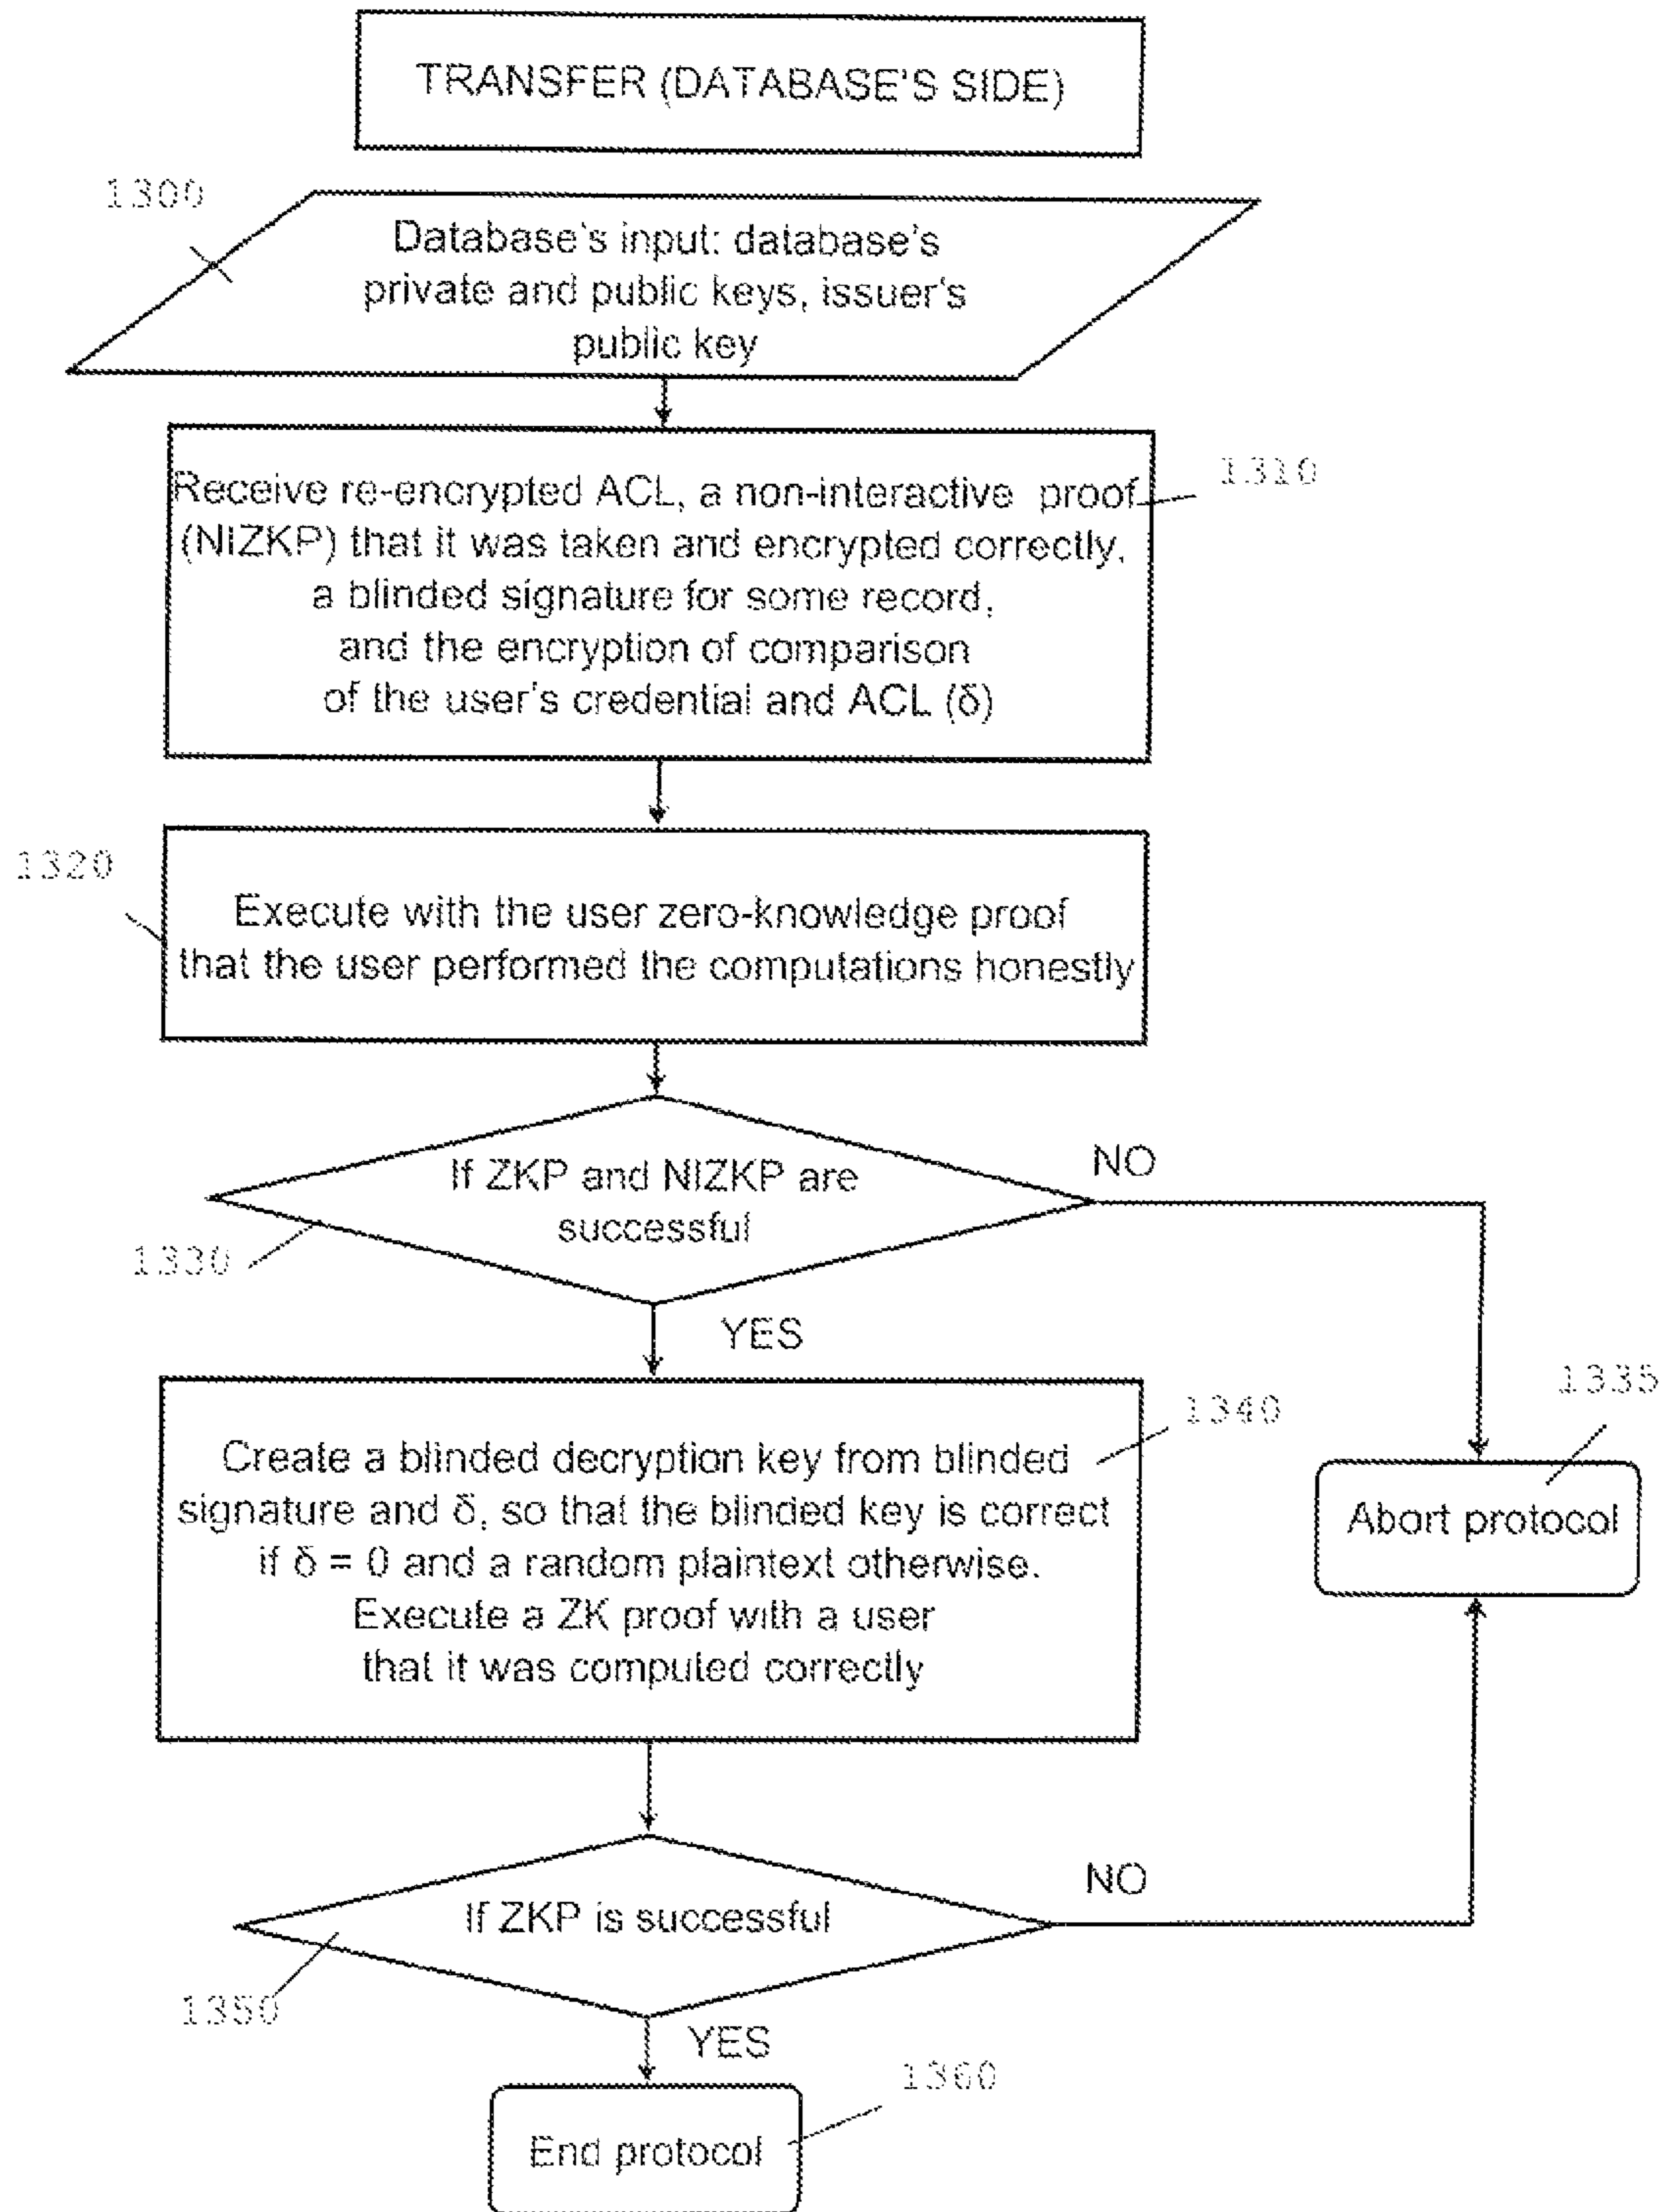 TRANSFER (DATABASE'S SIDE)
1300
Database's input: database's
private and public keys, issuer's
public key
Receive re-encrypted ACL, a non-interactive proof
(NIZKP) that it was taken and encrypted correctly,
a blinded signature for some record,
and the encryption of comparison
of the user's credential and ACL (δ)
1310
1320
Execute with the user zero-knowledge proof
that the user performed the computations honestly
If ZKP and NIZKP are
successful
NO
1330
YES
1335
Abort protocol
1340
Create a blinded decryption key from blinded
signature and δ, so that the blinded key is correct
if δ = 0 and a random plaintext otherwise.
Execute a ZK proof with a user
that it was computed correctly
If ZKP is successful
NO
1350
YES
1360
End protocol